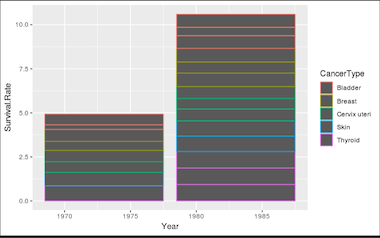 10.0
7.5
5.0
2.5
0.0
Survival.Rate
1970
1975
1980
1985
Year
CancerType
Bladder
Breast
Cervix uteri
Skin
Thyroid